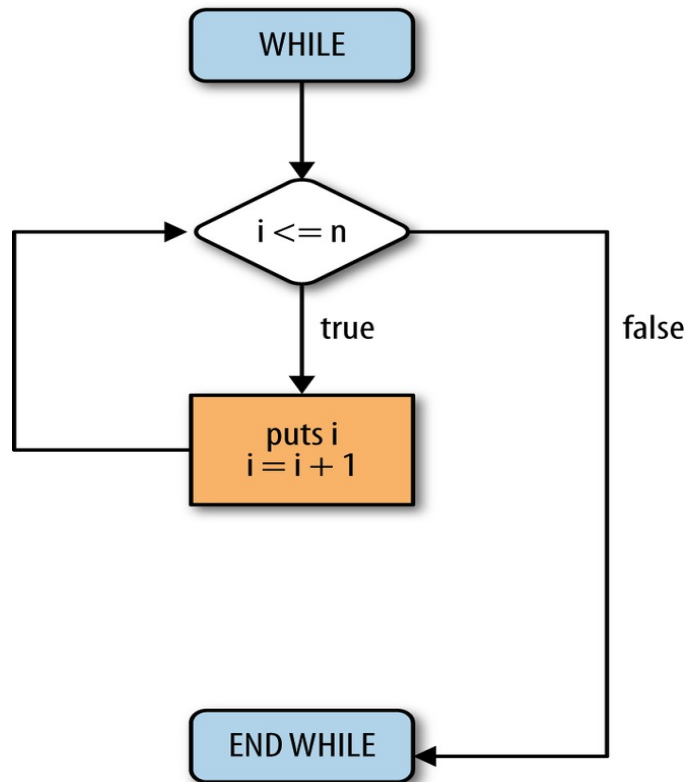 WHILE
i <= n
true
false
puts i
i = i + 1
END WHILE